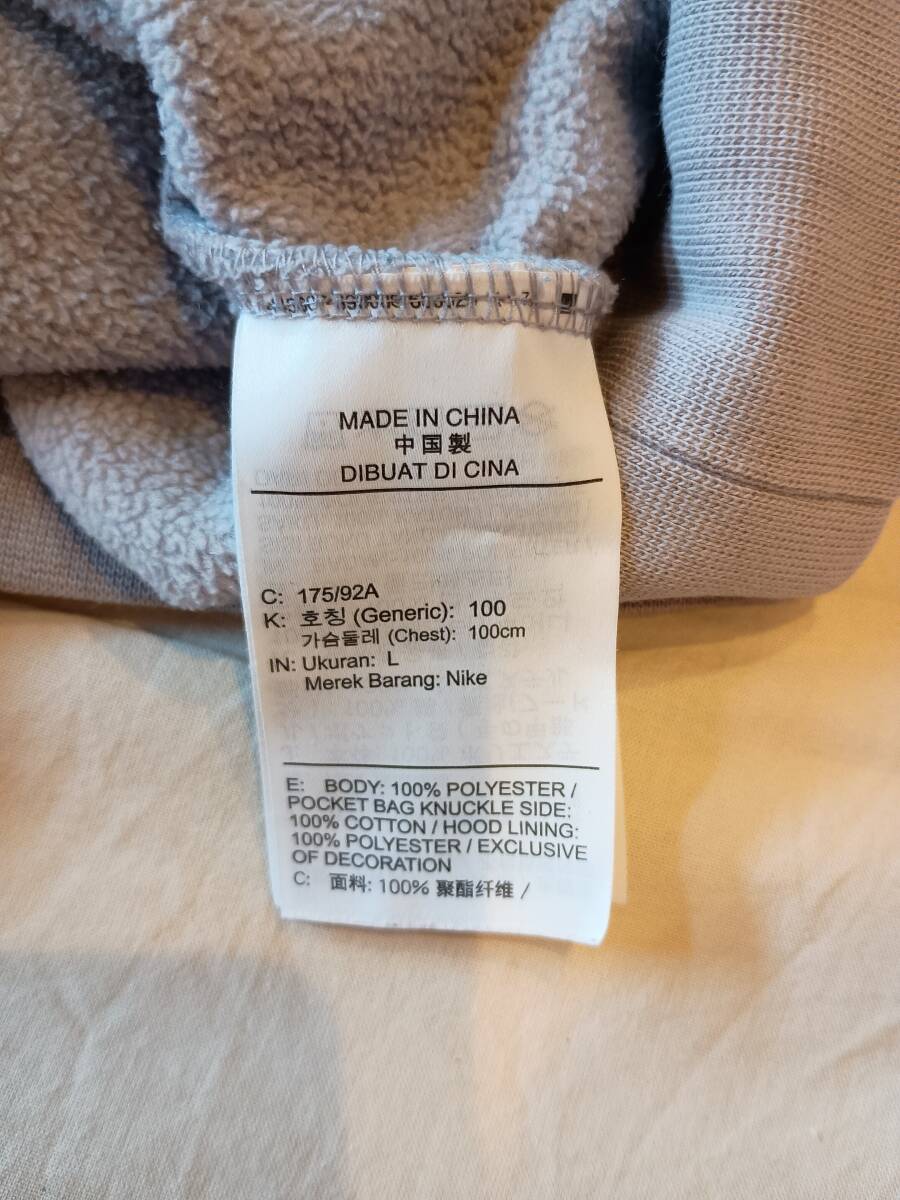 MADE IN CHINA
中国製
DIBUAT DI CINA
C: 175/92A
K: 호칭 (Generic): 100
가슴둘레 (Chest): 100cm
IN: Ukuran: L
Merek Barang: Nike
E: BODY: 100% POLYESTER /
POCKET BAG KNUCKLE SIDE:
100% COTTON / HOOD LINING:
100% POLYESTER / EXCLUSIVE
OF DECORATION
C: 面料: 100% 聚酯纤维 /